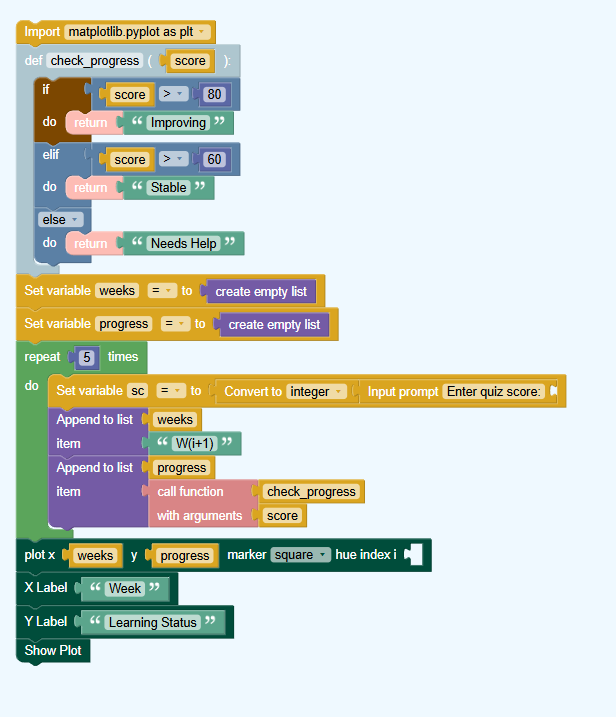 Import matplotlib.pyplot as plt
def check_progress ( score ):
if score > 80
do return “ Improving ”
elif score > 60
do return “ Stable ”
else
do return “ Needs Help ”
Set variable weeks = to create empty list
Set variable progress = to create empty list
repeat 5 times
do Set variable sc = to Convert to integer Input prompt Enter quiz score:
Append to list weeks
item “ W(i+1) ”
Append to list progress
item call function check_progress
with arguments score
plot x weeks y progress marker square hue index i
X Label “ Week ”
Y Label “ Learning Status ”
Show Plot